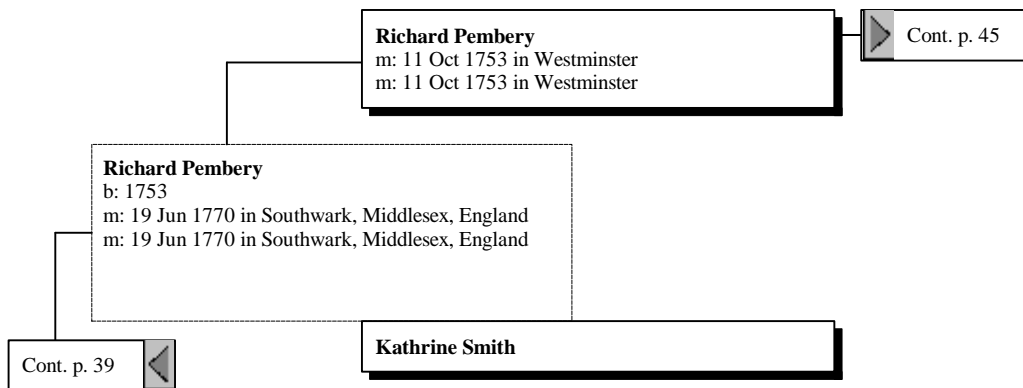 Richard Pembery
m: 11 Oct 1753 in Westminster
m: 11 Oct 1753 in Westminster
Cont. p. 45
Richard Pembery
b: 1753
m: 19 Jun 1770 in Southwark, Middlesex, England
m: 19 Jun 1770 in Southwark, Middlesex, England
Kathrine Smith
Cont. p. 39